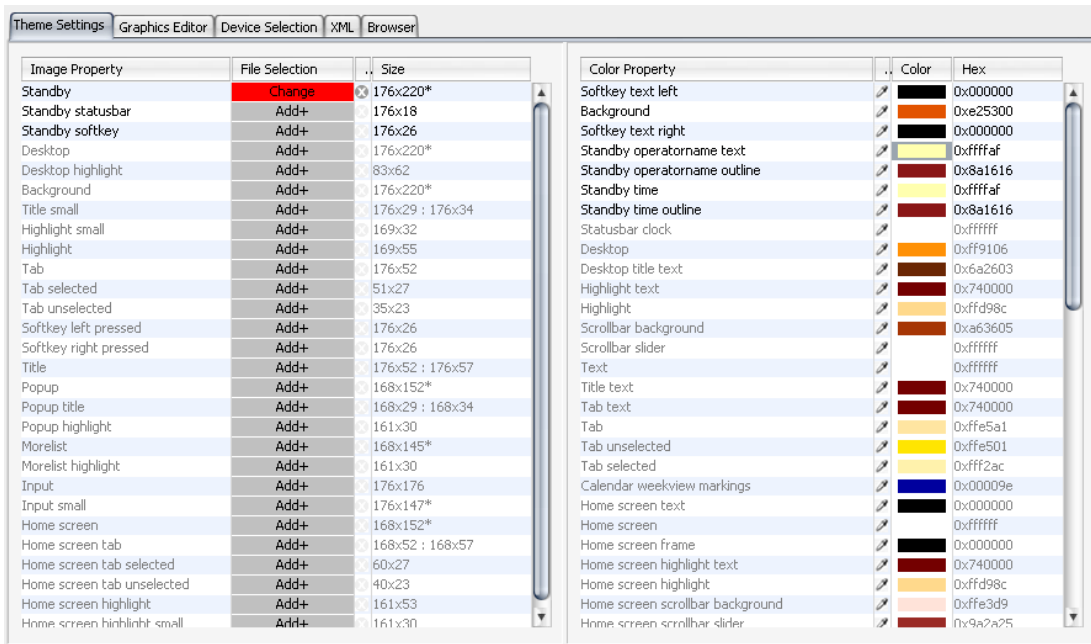 Theme Settings Graphics Editor Device Selection XML Browser
Image Property File Selection .. Size
Standby Change 176x220*
Standby statusbar Add+ 176x18
Standby softkey Add+ 176x26
Desktop Add+ 176x220*
Desktop highlight Add+ 83x62
Background Add+ 176x220*
Title small Add+ 176x29 : 176x34
Highlight small Add+ 169x32
Highlight Add+ 169x55
Tab Add+ 176x52
Tab selected Add+ 51x27
Tab unselected Add+ 35x23
Softkey left pressed Add+ 176x26
Softkey right pressed Add+ 176x26
Title Add+ 176x52 : 176x57
Popup Add+ 168x152*
Popup title Add+ 168x29 : 168x34
Popup highlight Add+ 161x30
Morelist Add+ 168x145*
Morelist highlight Add+ 161x30
Input Add+ 176x176
Input small Add+ 176x147*
Home screen Add+ 168x152*
Home screen tab Add+ 168x52 : 168x57
Home screen tab selected Add+ 60x27
Home screen tab unselected Add+ 40x23
Home screen highlight Add+ 161x53
Home screen highlight small Add+ 161x30
Color Property .. Color Hex
Softkey text left 0x000000
Background 0xe25300
Softkey text right 0x000000
Standby operatorname text 0xffffaf
Standby operatorname outline 0x8a1616
Standby time 0xffffaf
Standby time outline 0x8a1616
Statusbar clock 0xffffff
Desktop 0xff9106
Desktop title text 0x6a2603
Highlight text 0x740000
Highlight 0xffd98c
Scrollbar background 0xa63605
Scrollbar slider 0xffffff
Text 0xffffff
Title text 0x740000
Tab text 0x740000
Tab 0xffe5a1
Tab unselected 0xffe501
Tab selected 0xfff2ac
Calendar weekview markings 0x00009e
Home screen text 0x000000
Home screen 0xffffff
Home screen frame 0x000000
Home screen highlight text 0x740000
Home screen highlight 0xffd98c
Home screen scrollbar background 0xffe3d9
Home screen scrollbar slider 0x9a2a25